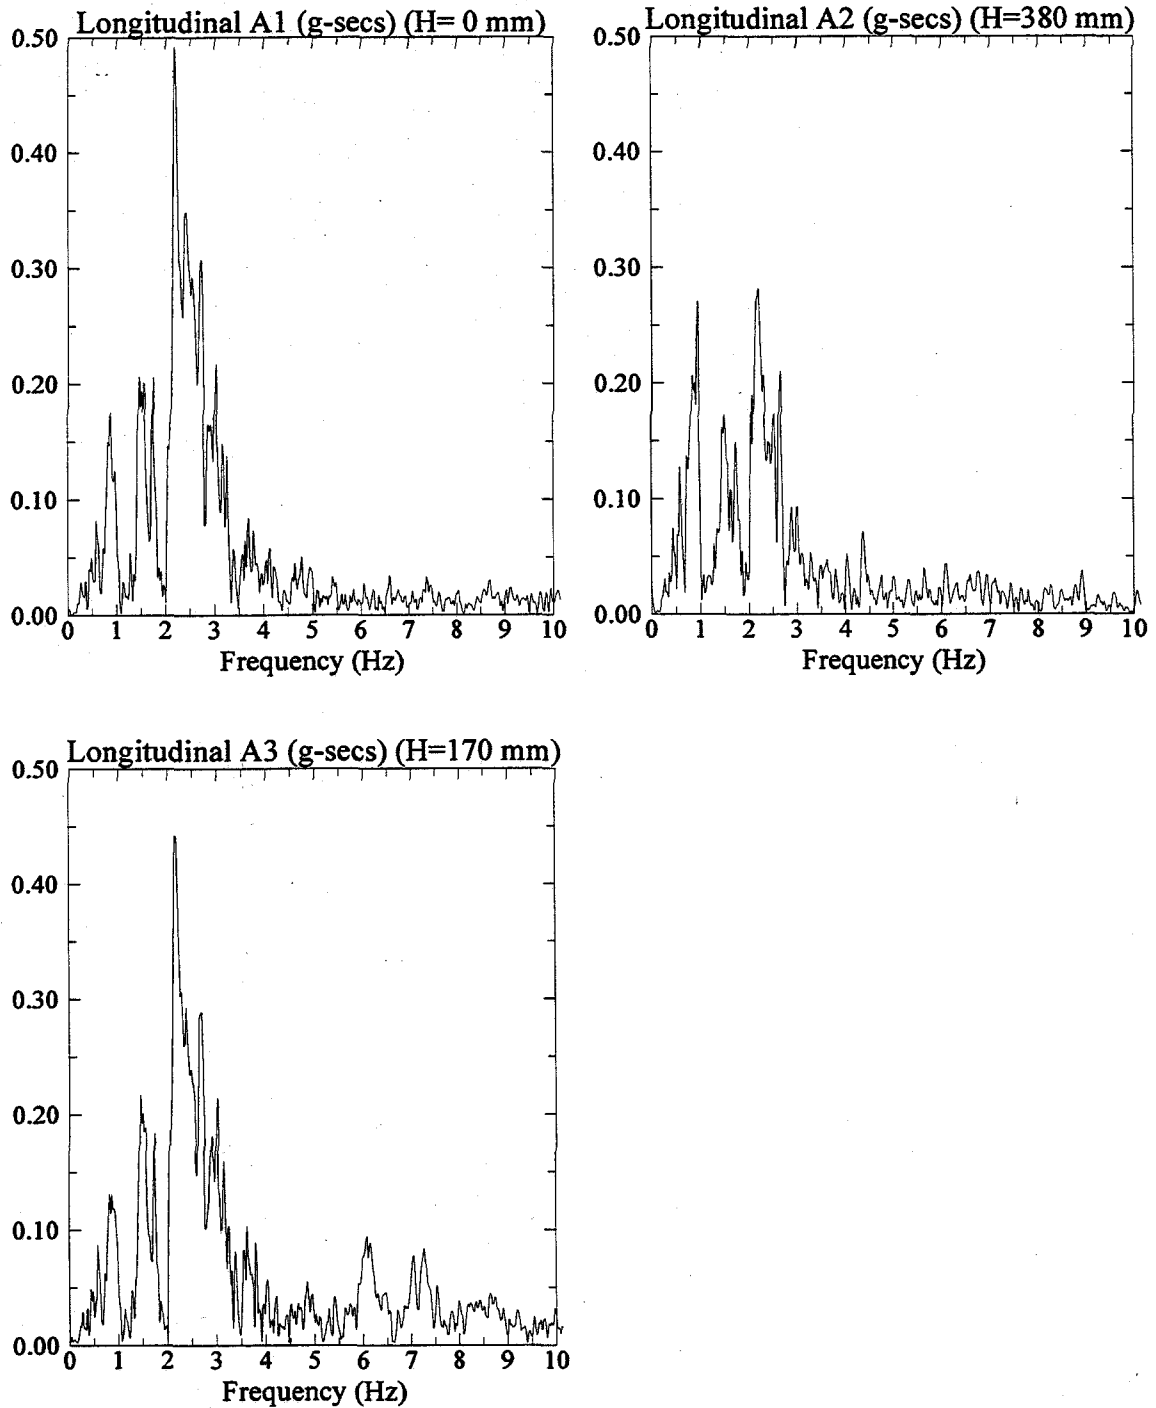 Longitudinal A1 (g-secs) (H= 0 mm)
0.50
0.40
0.30
0.20
0.10
0.00
0 1 2 3 4 5 6 7 8 9 10
Frequency (Hz)
Longitudinal A2 (g-secs) (H=380 mm)
0.50
0.40
0.30
0.20
0.10
0.00
0 1 2 3 4 5 6 7 8 9 10
Frequency (Hz)
Longitudinal A3 (g-secs) (H=170 mm)
0.50
0.40
0.30
0.20
0.10
0.00
0 1 2 3 4 5 6 7 8 9 10
Frequency (Hz)